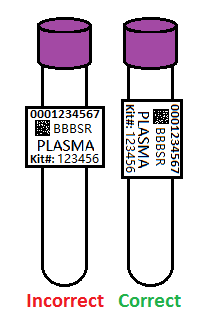 0001234567
BBBSR
PLASMA
Kit#: 123456
0001234567
BBBSR
PLASMA
Kit#: 123456
Incorrect
Correct